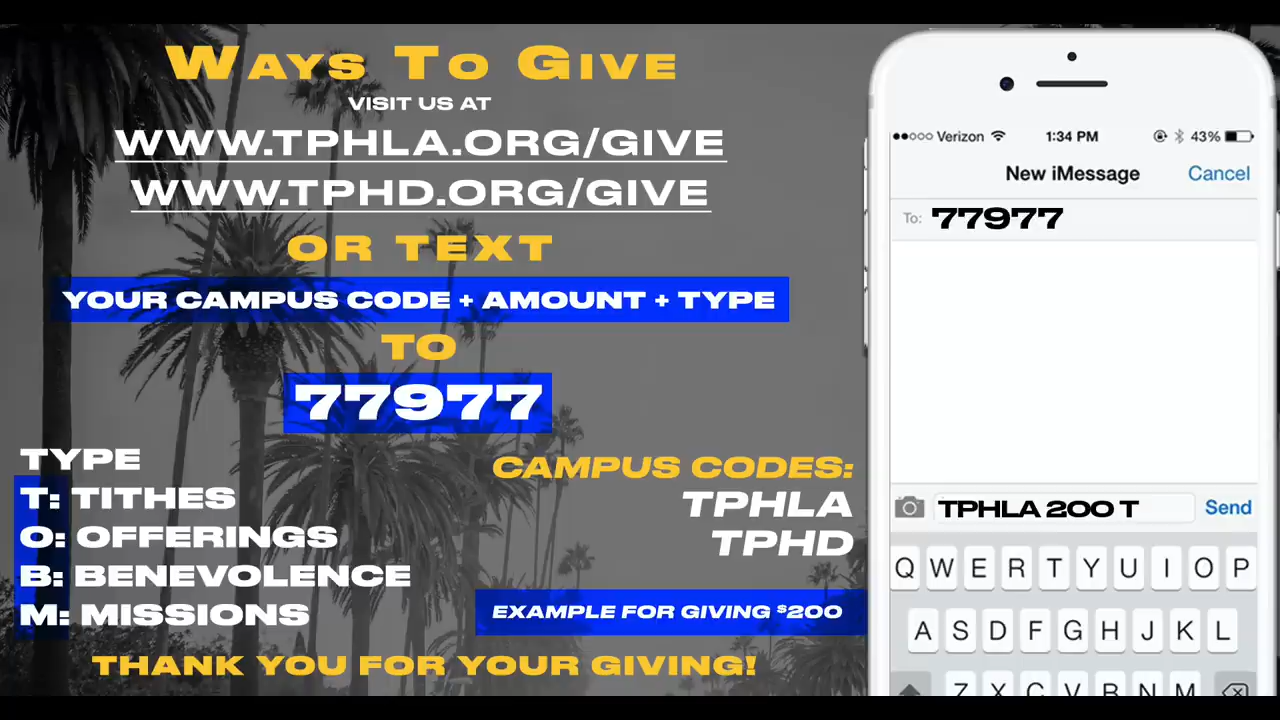 WAYS TO GIVE
VISIT US AT
WWW.TPHLA.ORG/GIVE
WWW.TPHD.ORG/GIVE
OR TEXT
YOUR CAMPUS CODE + AMOUNT + TYPE
TO
77977
TYPE
T: TITHES
O: OFFERINGS
B: BENEVOLENCE
M: MISSIONS
CAMPUS CODES:
TPHLA
TPHD
EXAMPLE FOR GIVING $200
THANK YOU FOR YOUR GIVING!
Verizon 1:34 PM 43%
New iMessage Cancel
To: 77977
TPHLA 200 T Send
Q W E R T Y U I O P
A S D F G H J K L
Z X C V B N M